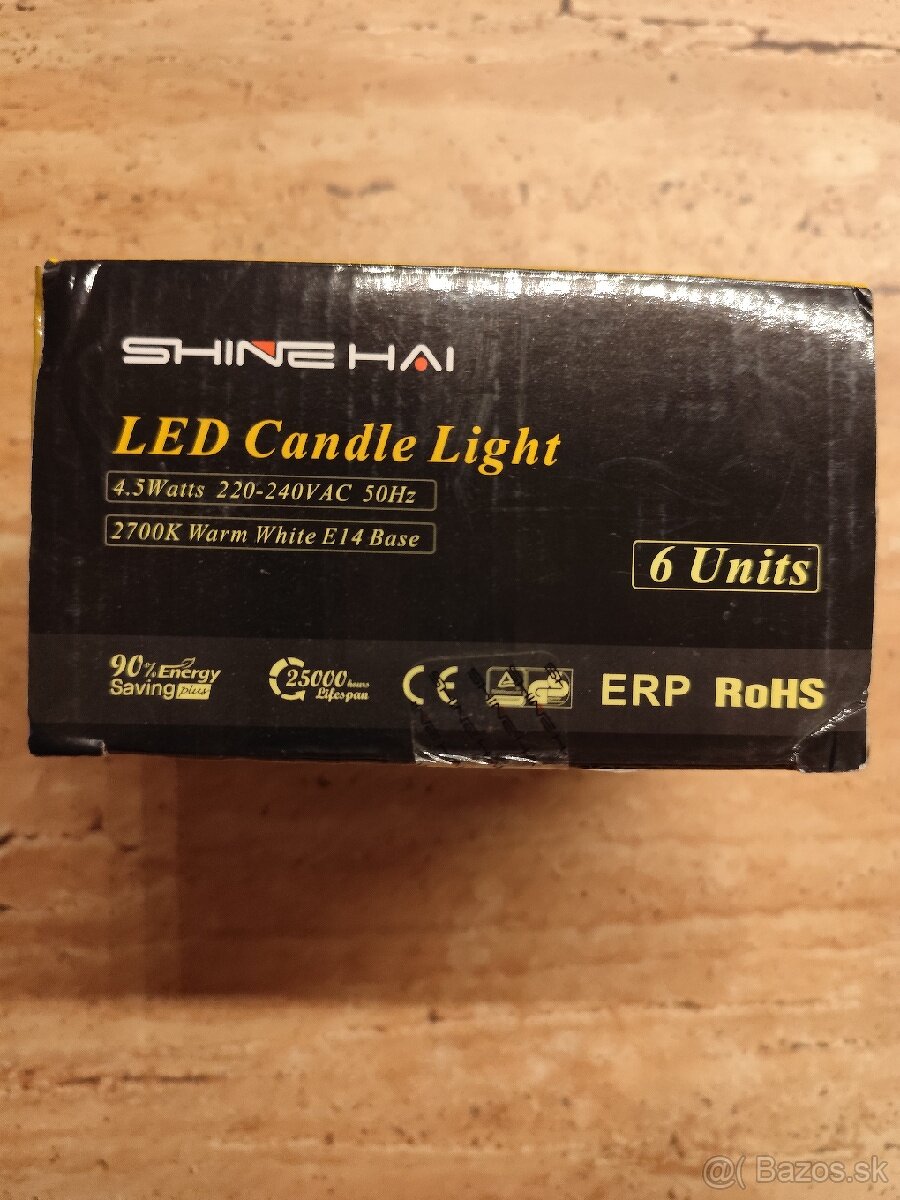 SHINE HAI
LED Candle Light
4.5Watts 220-240VAC 50Hz
2700K Warm White E14 Base
6 Units
90% Energy
Saving plus
25000 hours
Lifespan
CE
ERP RoHS
@( Bazos.sk